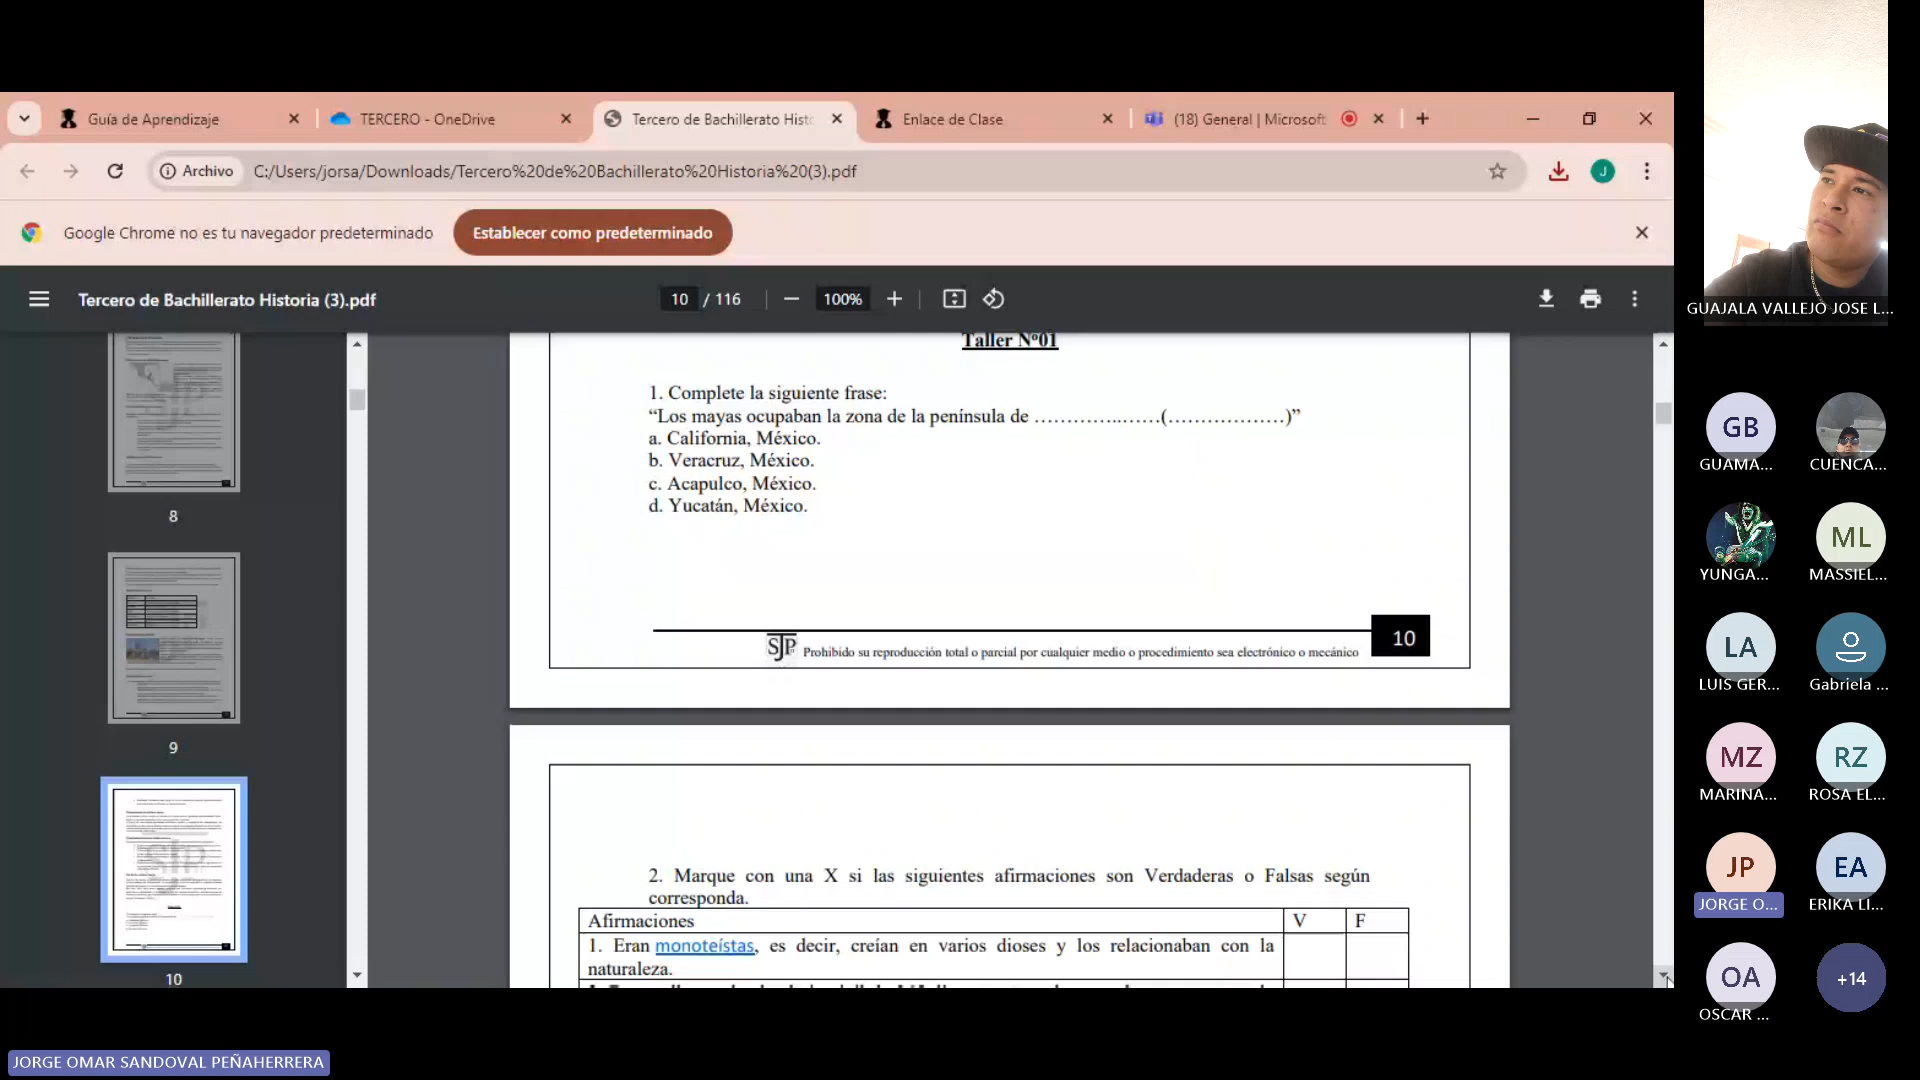 Guía de Aprendizaje
TERCERO - OneDrive
Tercero de Bachillerato Histo
Enlace de Clase
(18) General | Microsoft
Archivo
C:/Users/jorsa/Downloads/Tercero%20de%20Bachillerato%20Historia%20(3).pdf
J
Google Chrome no es tu navegador predeterminado
Establecer como predeterminado
Tercero de Bachillerato Historia (3).pdf
10 / 116
100%
8
9
10
Taller Nº01
1. Complete la siguiente frase:
“Los mayas ocupaban la zona de la península de …………..……(………………)”
a. California, México.
b. Veracruz, México.
c. Acapulco, México.
d. Yucatán, México.
SJP
Prohibido su reproducción total o parcial por cualquier medio o procedimiento sea electrónico o mecánico
10
2. Marque con una X si las siguientes afirmaciones son Verdaderas o Falsas según
corresponda.
Afirmaciones V F
1. Eran monoteístas, es decir, creían en varios dioses y los relacionaban con la
naturaleza.
GUAJALA VALLEJO JOSE L...
GB
GUAMA...
CUENCA...
YUNGA...
ML
MASSIEL...
LA
LUIS GER...
Gabriela ...
MZ
MARINA...
RZ
ROSA EL...
JP
JORGE O...
EA
ERIKA LI...
OA
OSCAR ...
+14
JORGE OMAR SANDOVAL PEÑAHERRERA